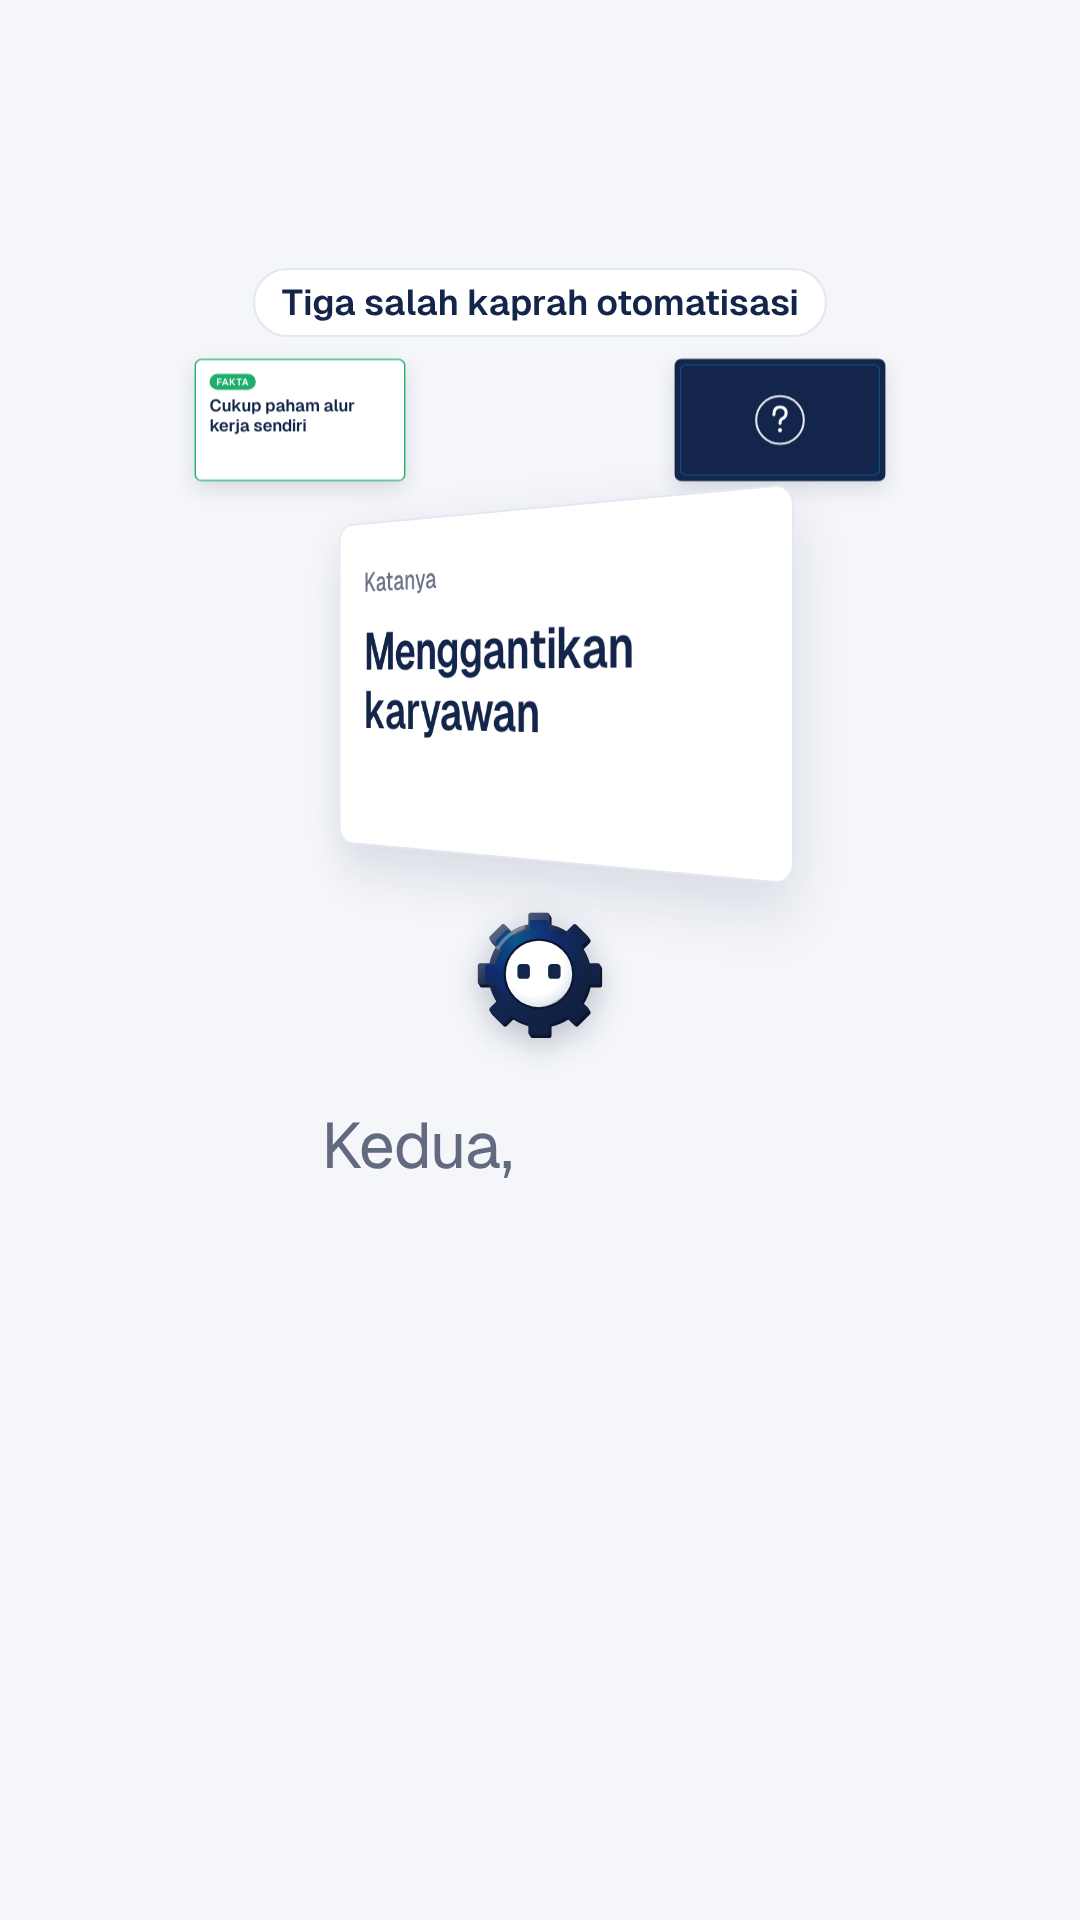 Tiga salah kaprah otomatisasi
FAKTA
Cukup paham alur
kerja sendiri
?
Katanya
Menggantikan
karyawan
Kedua,